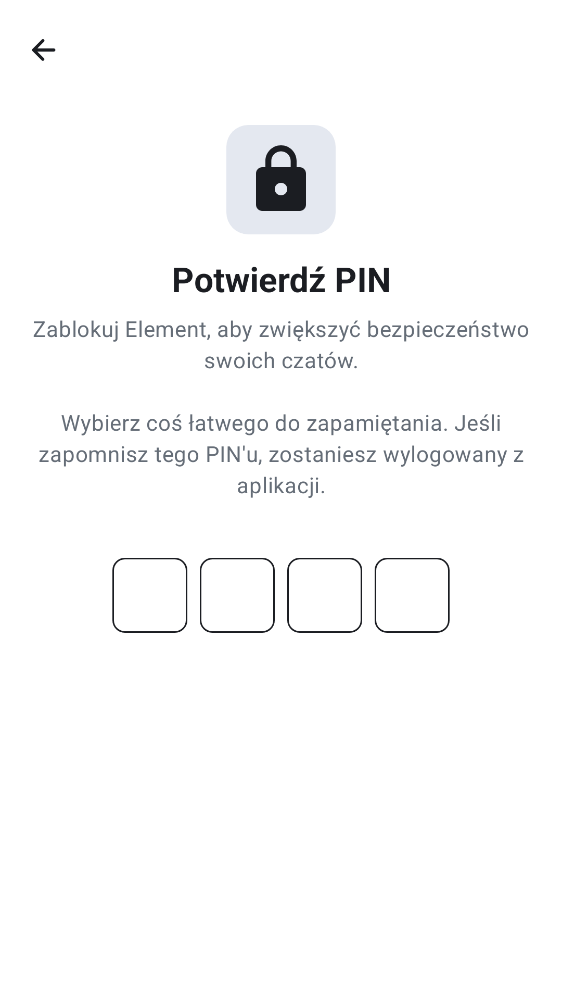 Potwierdź PIN
Zablokuj Element, aby zwiększyć bezpieczeństwo
swoich czatów.
Wybierz coś łatwego do zapamiętania. Jeśli
zapomnisz tego PIN'u, zostaniesz wylogowany z
aplikacji.